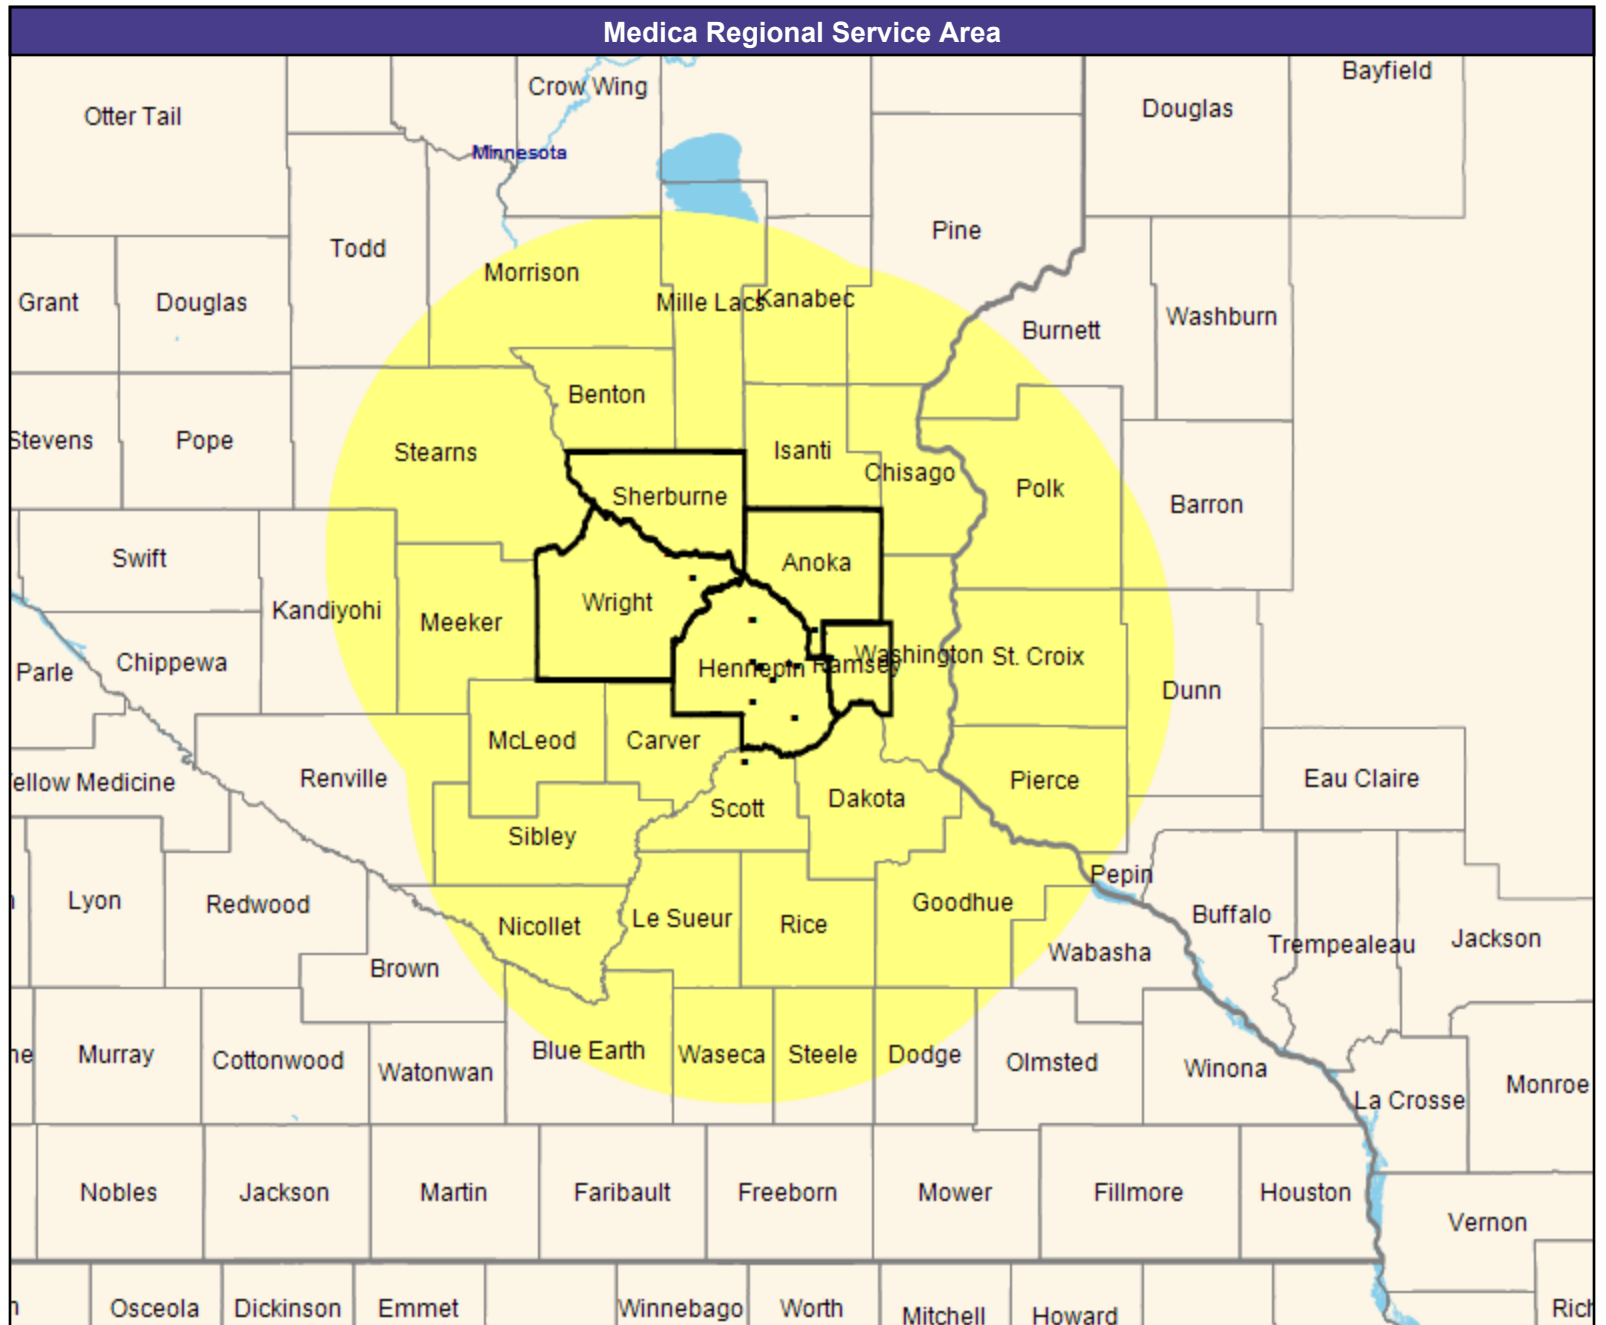 Medica Regional Service Area
Crow Wing
Bayfield
Otter Tail
Douglas
Minnesota
Pine
Todd
Morrison
Grant
Douglas
Mille Lacs
Kanabec
Washburn
Burnett
Benton
Stevens
Pope
Stearns
Isanti
Chisago
Polk
Sherburne
Barron
Swift
Anoka
Kandiyohi
Wright
Meeker
Parle
Chippewa
Hennepin
Ramsey
Washington
St. Croix
Dunn
McLeod
Carver
ellow Medicine
Renville
Pierce
Eau Claire
Scott
Dakota
Sibley
Pepin
Lyon
Redwood
Nicollet
Le Sueur
Rice
Goodhue
Buffalo
Trempealeau
Jackson
Brown
Wabasha
ne
Murray
Cottonwood
Watonwan
Blue Earth
Waseca
Steele
Dodge
Olmsted
Winona
La Crosse
Monroe
Nobles
Jackson
Martin
Faribault
Freeborn
Mower
Fillmore
Houston
Vernon
n
Osceola
Dickinson
Emmet
Winnebago
Worth
Mitchell
Howard
Rich